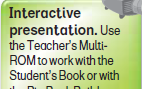 Interactive
presentation. Use
the Teacher's Multi-
ROM to work with the
Student's Book or with